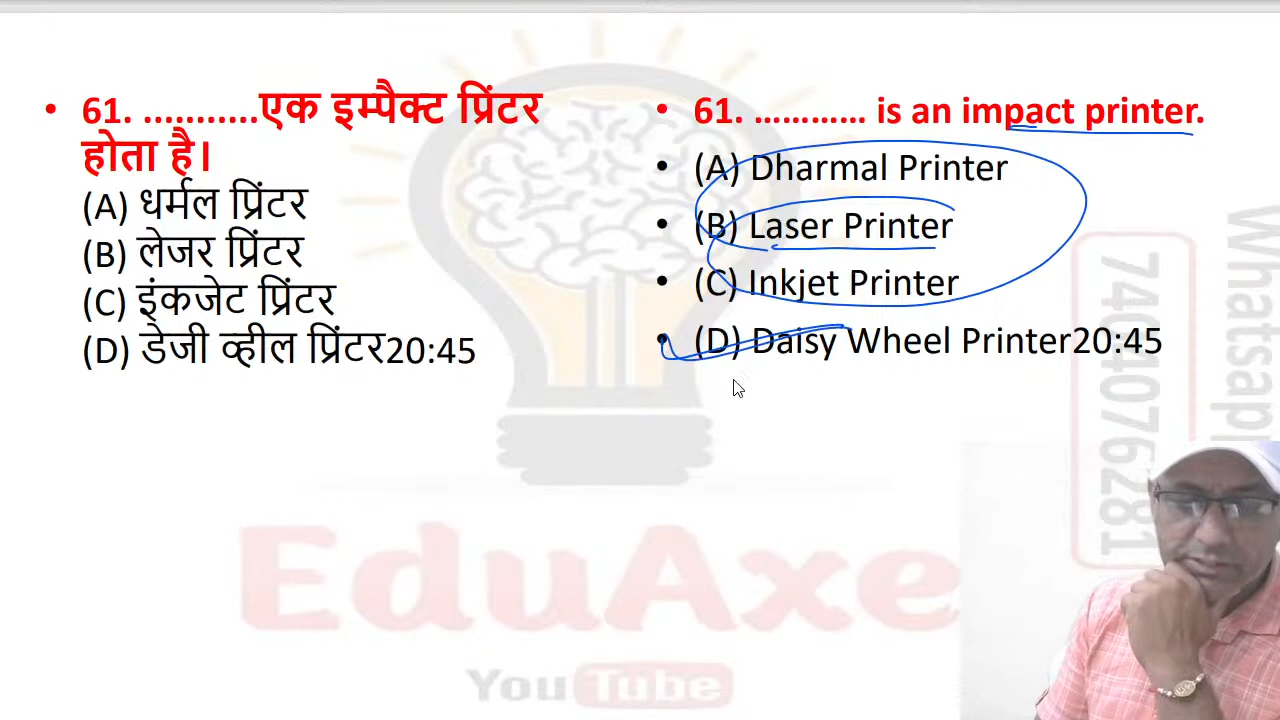 61. ...........एक इम्पैक्ट प्रिंटर
होता है।
(A) धर्मल प्रिंटर
(B) लेजर प्रिंटर
(C) इंकजेट प्रिंटर
(D) डेजी व्हील प्रिंटर20:45
61. ………… is an impact printer.
(A) Dharmal Printer
(B) Laser Printer
(C) Inkjet Printer
(D) Daisy Wheel Printer20:45
EduAxe
YouTube
7404076281